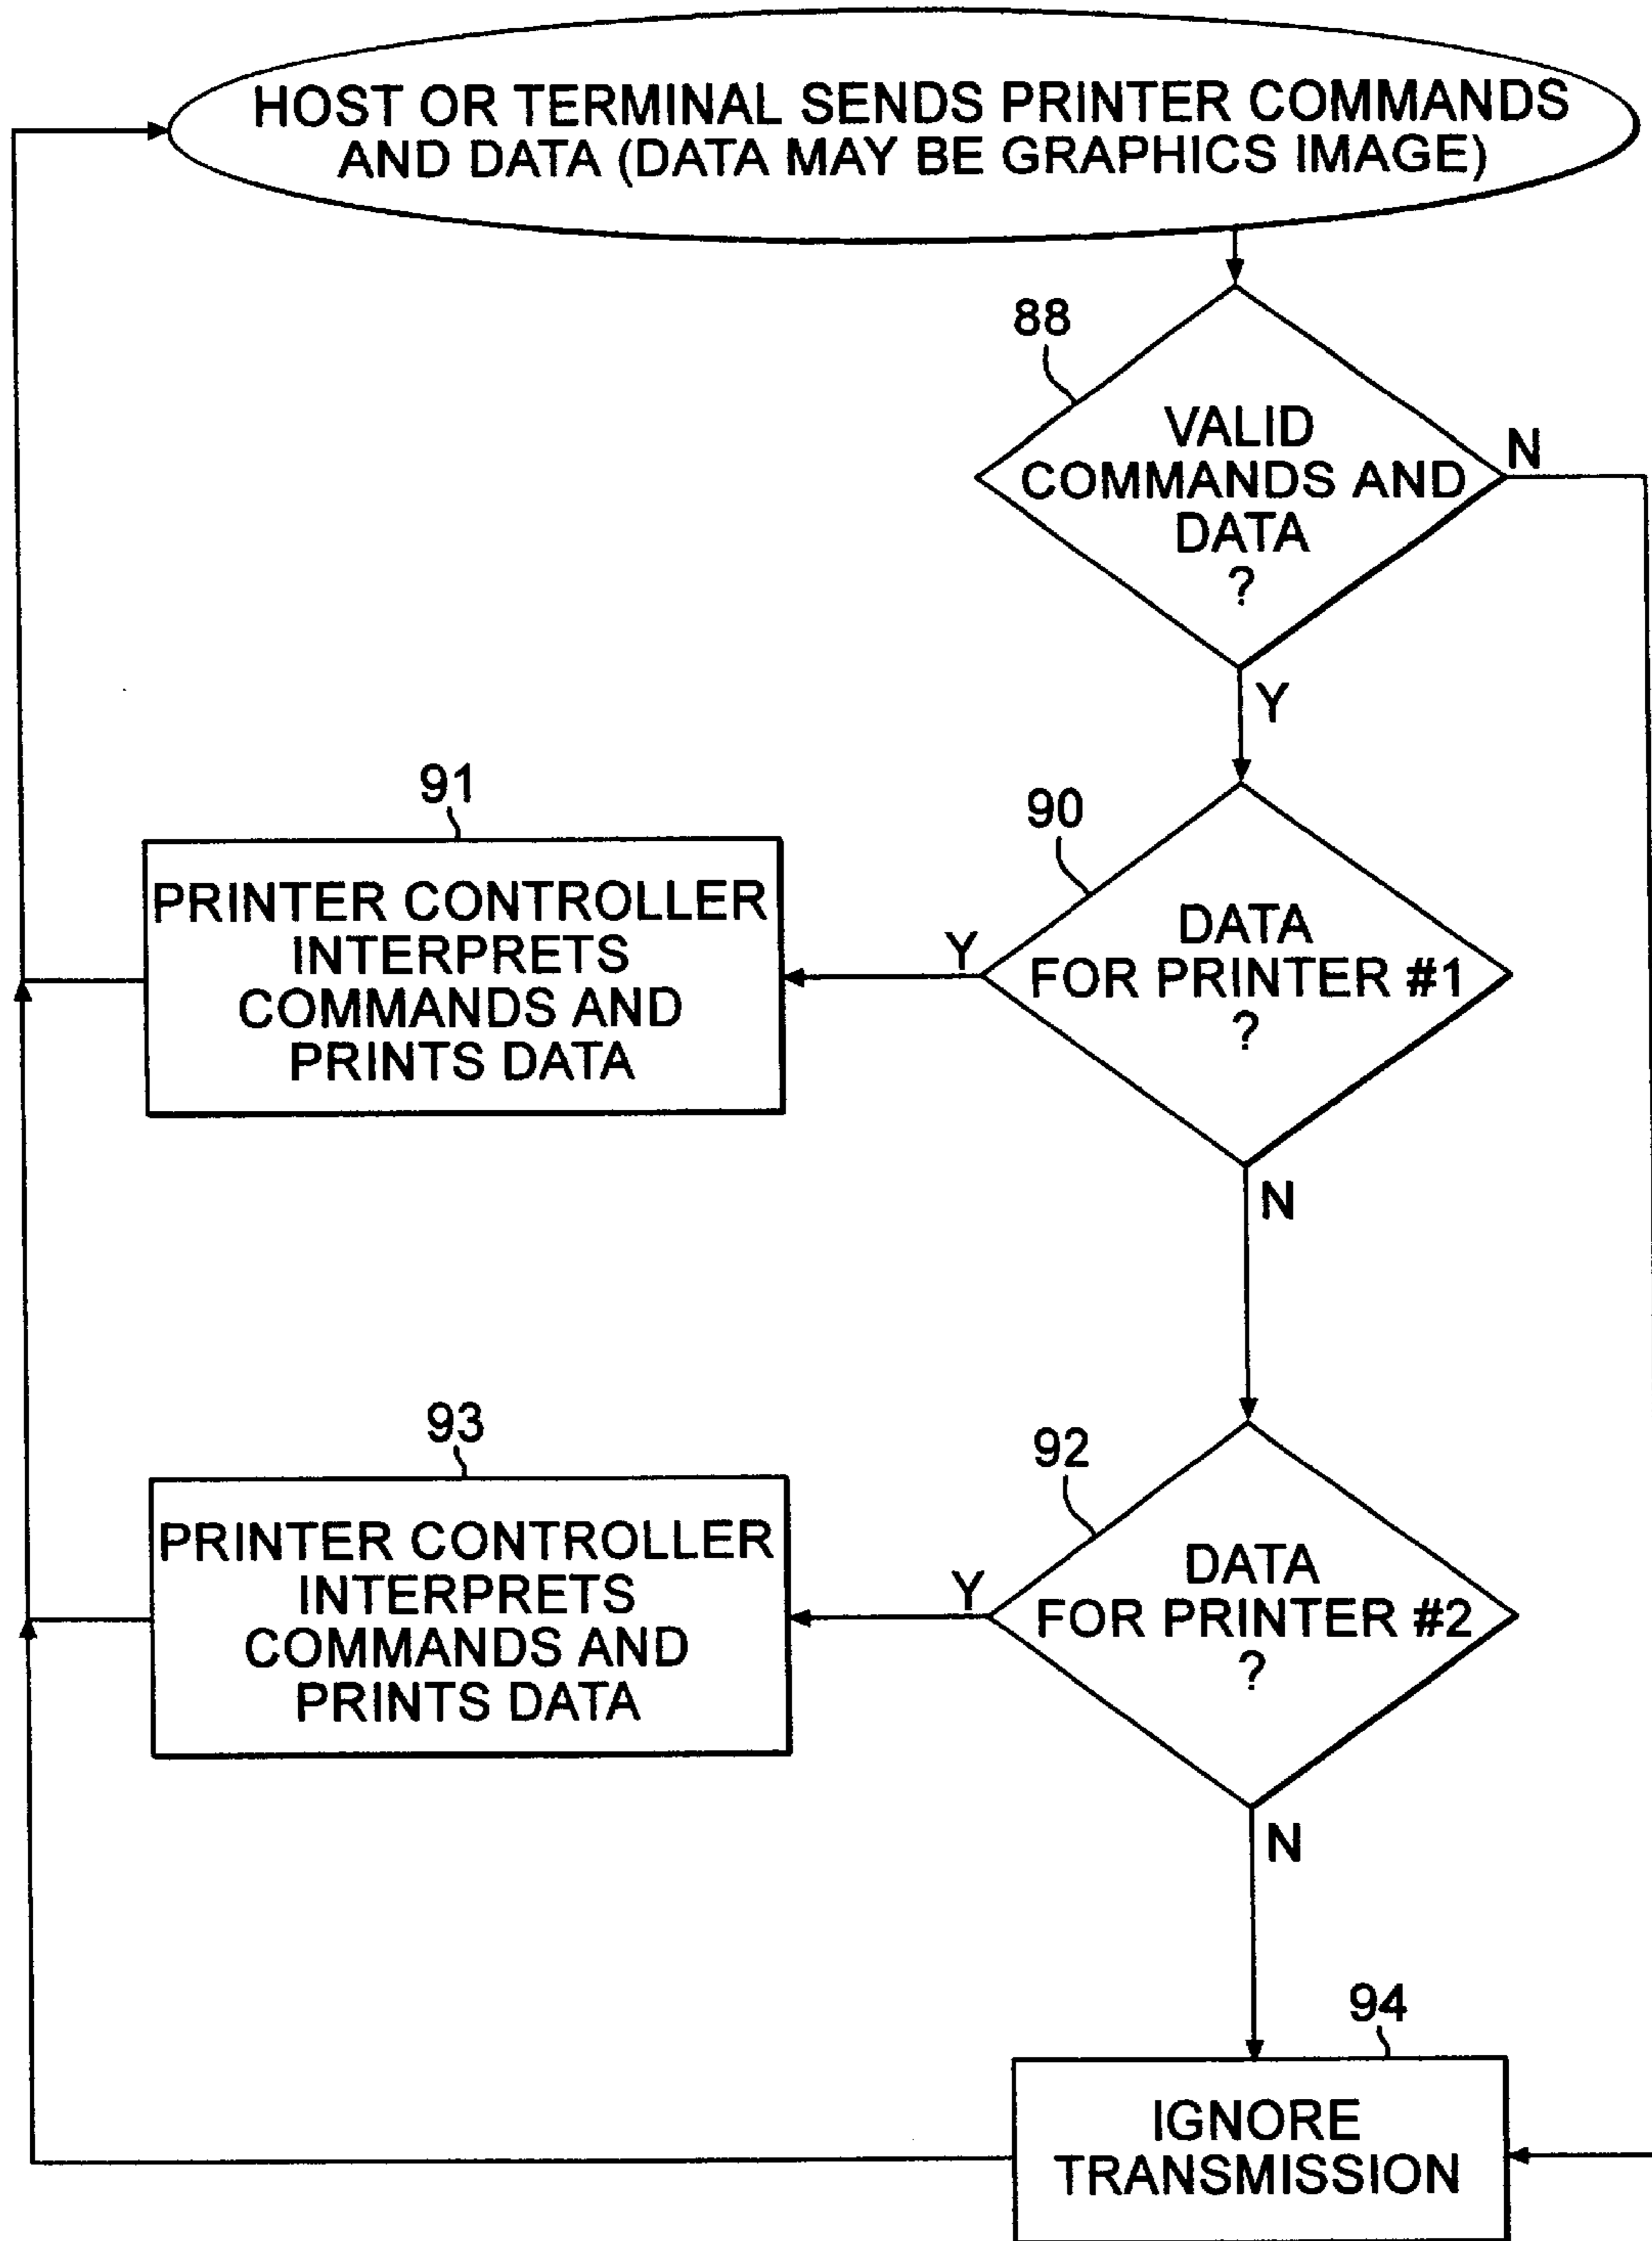 HOST OR TERMINAL SENDS PRINTER COMMANDS
AND DATA (DATA MAY BE GRAPHICS IMAGE)
88
VALID
COMMANDS AND
DATA
?
N
Y
91
PRINTER CONTROLLER
INTERPRETS
COMMANDS AND
PRINTS DATA
90
DATA
FOR PRINTER #1
?
Y
N
93
PRINTER CONTROLLER
INTERPRETS
COMMANDS AND
PRINTS DATA
92
DATA
FOR PRINTER #2
?
Y
N
94
IGNORE
TRANSMISSION